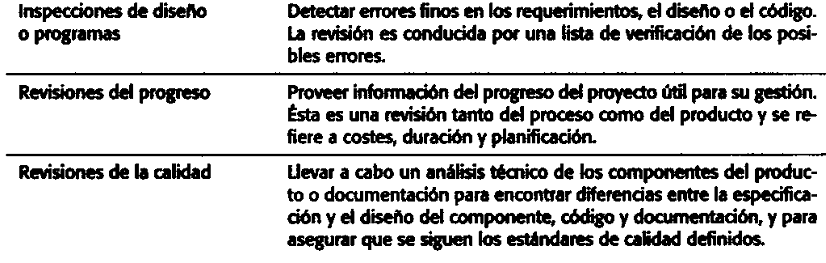 Inspecciones de diseño
o programas
Detectar errores finos en los requerimientos, el diseño o el código.
La revisión es conducida por una lista de verificación de los posi-
bles errores.
Revisiones del progreso
Proveer información del progreso del proyecto útil para su gestión.
Ésta es una revisión tanto del proceso como del producto y se re-
fiere a costes, duración y planificación.
Revisiones de la calidad
Llevar a cabo un análisis técnico de los componentes del produc-
to o documentación para encontrar diferencias entre la especifica-
ción y el diseño del componente, código y documentación, y para
asegurar que se siguen los estándares de calidad definidos.